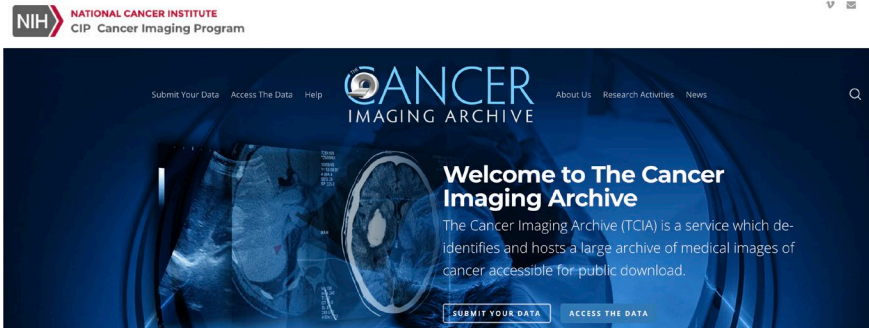 NIH
NATIONAL CANCER INSTITUTE
CIP Cancer Imaging Program
Submit Your Data Access The Data Help
THE
CANCER
IMAGING ARCHIVE
About Us Research Activities News
Welcome to The Cancer
Imaging Archive
The Cancer Imaging Archive (TCIA) is a service which de-
identifies and hosts a large archive of medical images of
cancer accessible for public download.
SUBMIT YOUR DATA ACCESS THE DATA